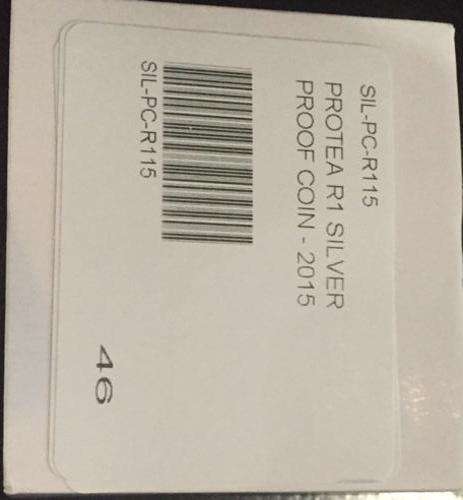 SIL-PC-R115
PROTEA R1 SILVER
PROOF COIN - 2015
SIL-PC-R115
46